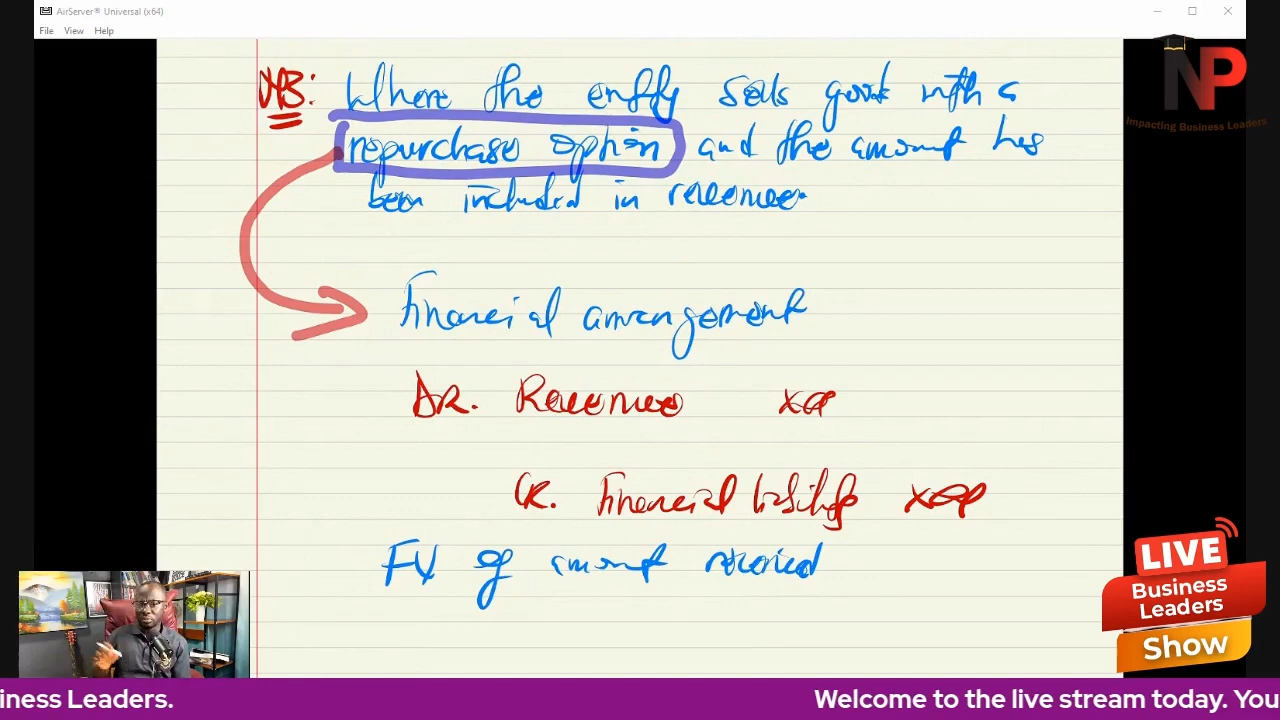 AirServer® Universal (x64)
File View Help
NB: Where the entity sells goods with a
repurchase option and the amount has
been included in revenue.
Financial arrangement
DR. Revenue xx
CR. Financial liability xxx
FV of amount received
NP
Impacting Business Leaders
LIVE
Business
Leaders
Show
iness Leaders.
Welcome to the live stream today. You